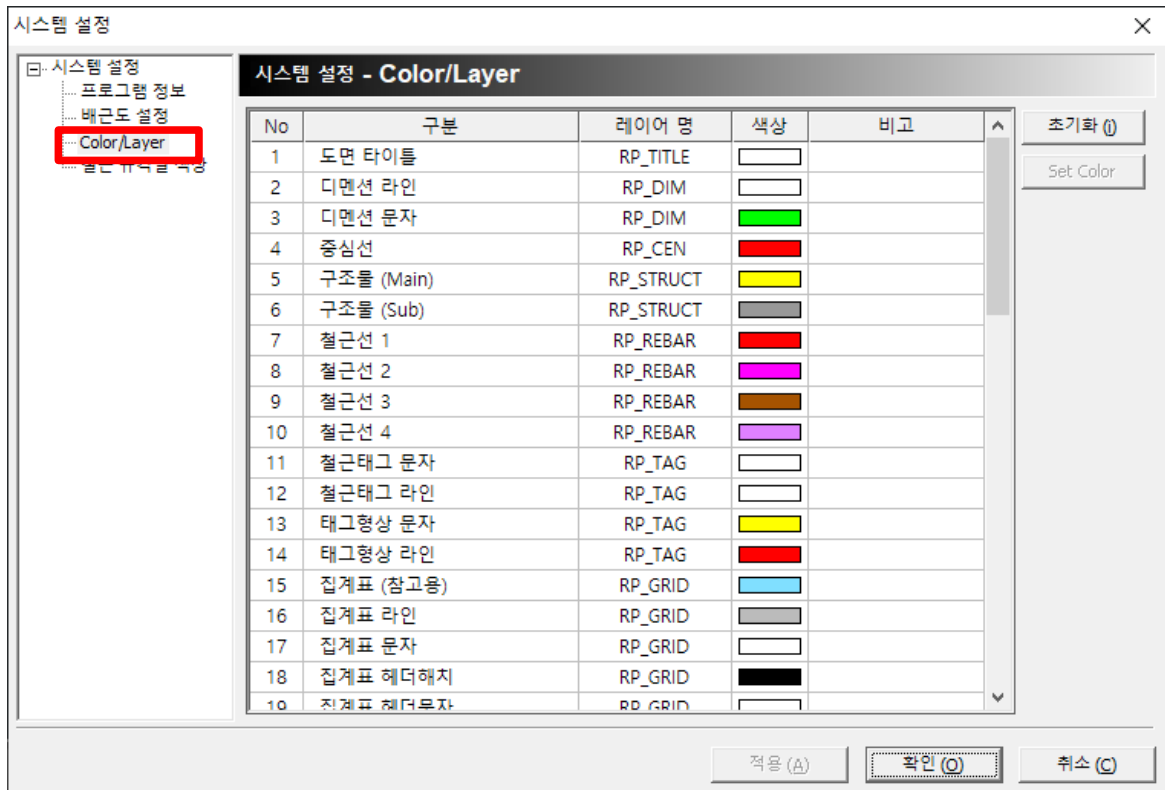 시스템 설정
시스템 설정
프로그램 정보
배근도 설정
Color/Layer
시스템 설정 - Color/Layer
No 구분 레이어 명 색상 비고
1 도면 타이틀 RP_TITLE
2 디멘션 라인 RP_DIM
3 디멘션 문자 RP_DIM
4 중심선 RP_CEN
5 구조물 (Main) RP_STRUCT
6 구조물 (Sub) RP_STRUCT
7 철근선 1 RP_REBAR
8 철근선 2 RP_REBAR
9 철근선 3 RP_REBAR
10 철근선 4 RP_REBAR
11 철근태그 문자 RP_TAG
12 철근태그 라인 RP_TAG
13 태그형상 문자 RP_TAG
14 태그형상 라인 RP_TAG
15 집계표 (참고용) RP_GRID
16 집계표 라인 RP_GRID
17 집계표 문자 RP_GRID
18 집계표 헤더해치 RP_GRID
19 집계표 헤더문자 RP_GRID
초기화 (j)
Set Color
적용 (A)
확인 (O)
취소 (C)